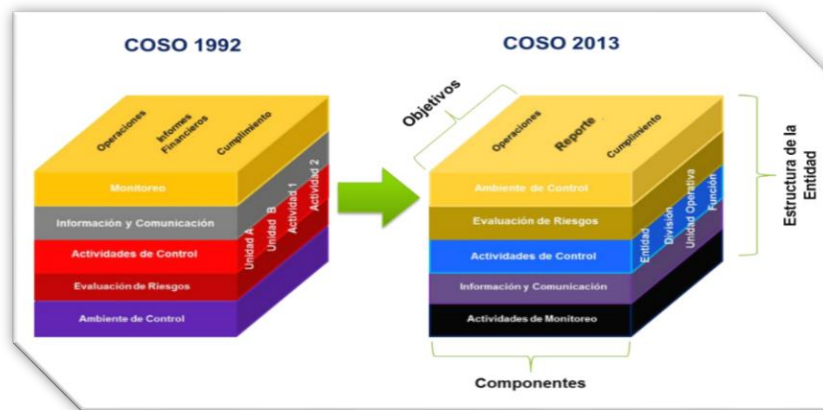 COSO 1992
Operaciones
Informes
Financieros
Cumplimiento
Monitoreo
Información y Comunicación
Actividades de Control
Evaluación de Riesgos
Ambiente de Control
Unidad A
Unidad B
Actividad 1
Actividad 2
COSO 2013
Objetivos
Operaciones
Reporte
Cumplimiento
Ambiente de Control
Evaluación de Riesgos
Actividades de Control
Información y Comunicación
Actividades de Monitoreo
Entidad
División
Unidad Operativa
Función
Estructura de la
Entidad
Componentes